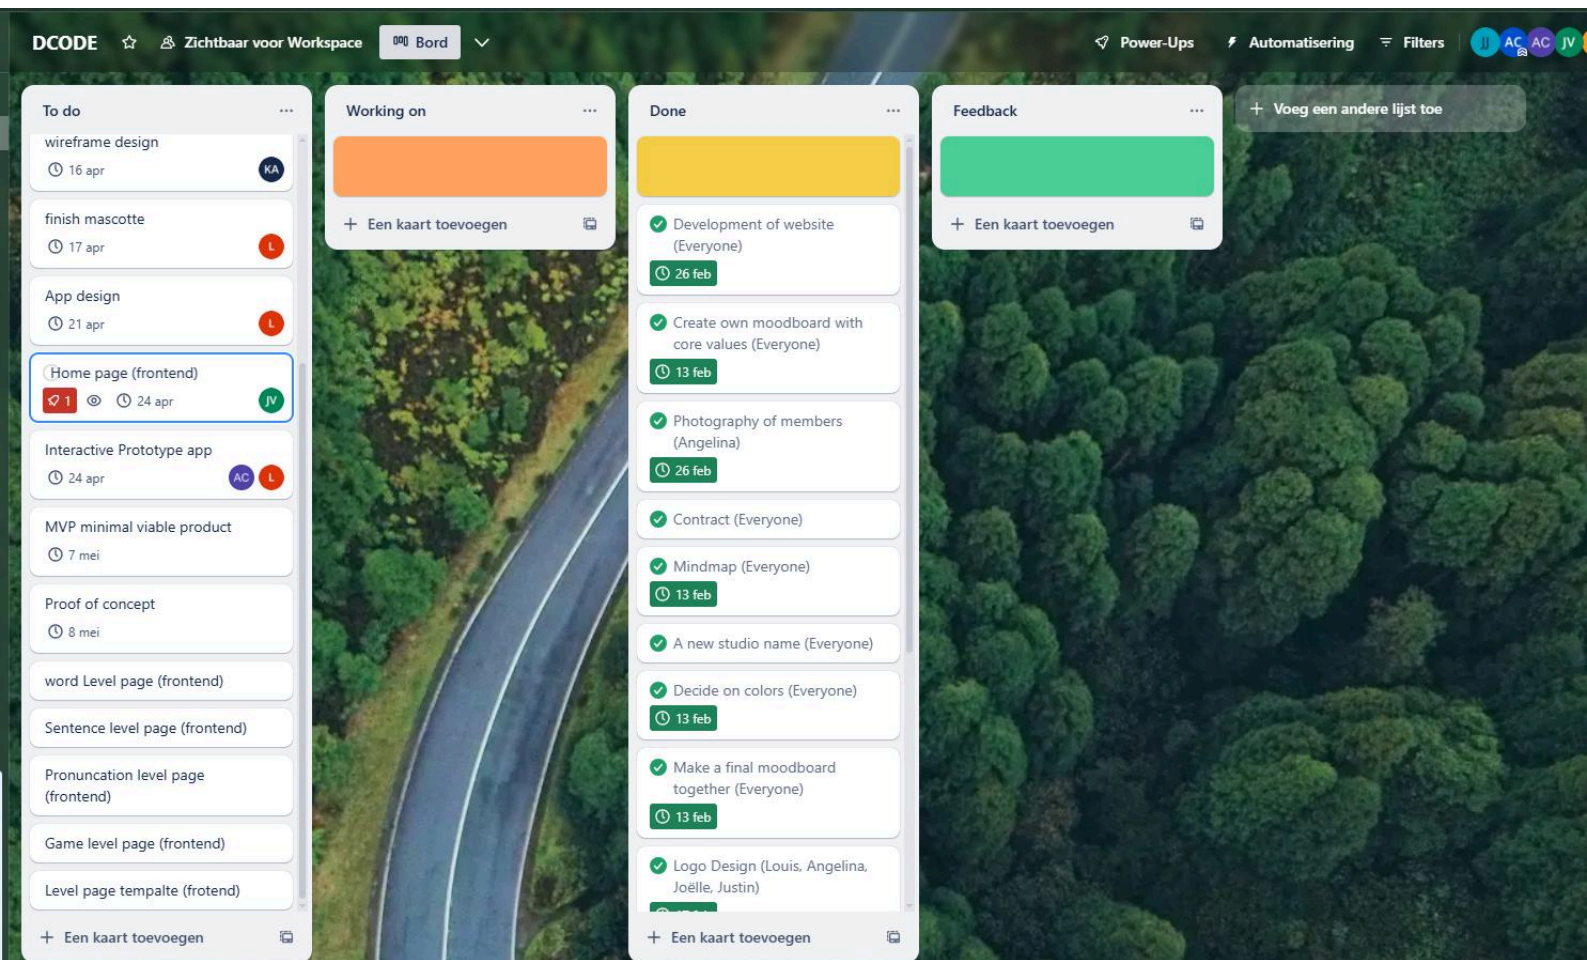 DCODE
Zichtbaar voor Workspace
Bord
Power-Ups
Automatisering
Filters
JJ
AC
AC
JV
To do
wireframe design
16 apr
KA
finish mascotte
17 apr
L
App design
21 apr
L
Home page (frontend)
1
24 apr
JV
Interactive Prototype app
24 apr
AC
L
MVP minimal viable product
7 mei
Proof of concept
8 mei
word Level page (frontend)
Sentence level page (frontend)
Pronuncation level page
(frontend)
Game level page (frontend)
Level page tempalte (frotend)
+ Een kaart toevoegen
Working on
+ Een kaart toevoegen
Done
Development of website
(Everyone)
26 feb
Create own moodboard with
core values (Everyone)
13 feb
Photography of members
(Angelina)
26 feb
Contract (Everyone)
Mindmap (Everyone)
13 feb
A new studio name (Everyone)
Decide on colors (Everyone)
13 feb
Make a final moodboard
together (Everyone)
13 feb
Logo Design (Louis, Angelina,
Joëlle, Justin)
+ Een kaart toevoegen
Feedback
+ Een kaart toevoegen
+ Voeg een andere lijst toe